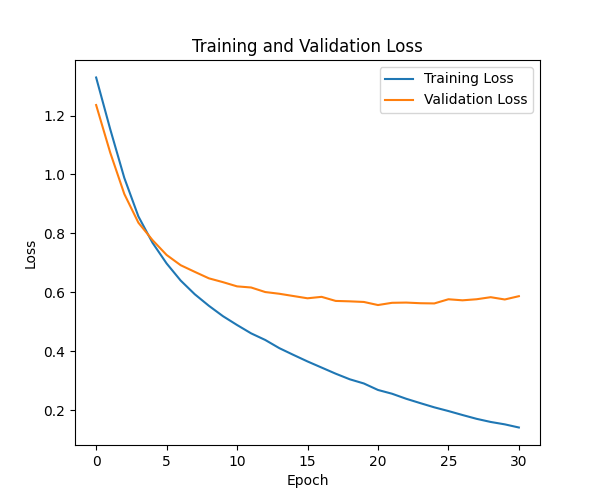 Training and Validation Loss
Training Loss
Validation Loss
Loss
1.2
1.0
0.8
0.6
0.4
0.2
0 5 10 15 20 25 30
Epoch